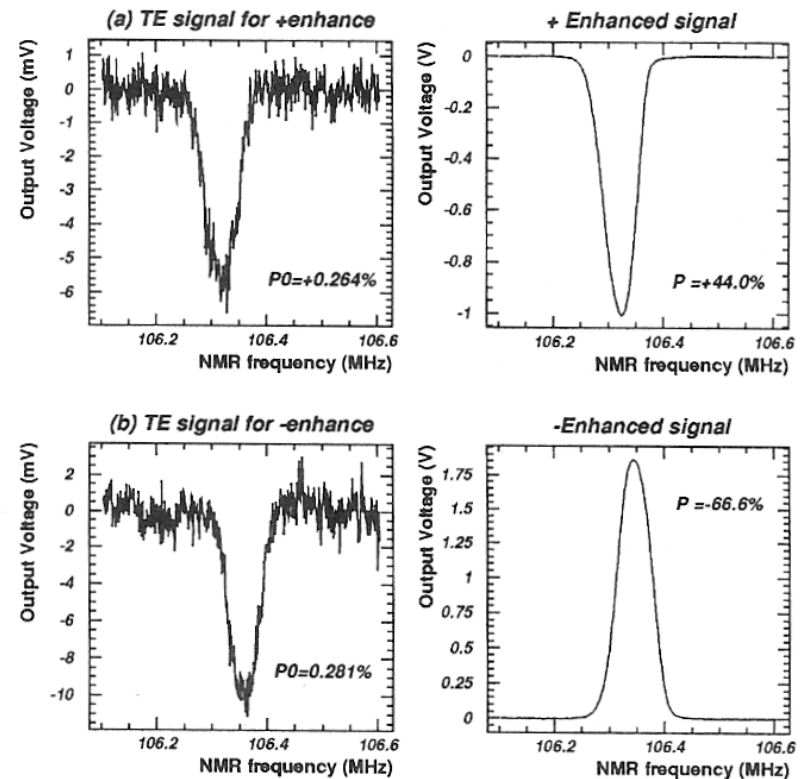 (a) TE signal for +enhance
+ Enhanced signal
Output Voltage (mV)
1
0
-1
-2
-3
-4
-5
-6
P0=+0.264%
106.2
106.4
106.6
NMR frequency (MHz)
Output Voltage (V)
0
-0.2
-0.4
-0.6
-0.8
-1
P =+44.0%
106.2
106.4
106.6
NMR frequency (MHz)
(b) TE signal for -enhance
-Enhanced signal
Output Voltage (mV)
2
0
-2
-4
-6
-8
-10
P0=0.281%
106.2
106.4
106.6
NMR frequency (MHz)
Output Voltage (V)
1.75
1.5
1.25
1
0.75
0.5
0.25
0
P =-66.6%
106.2
106.4
106.6
NMR frequency (MHz)